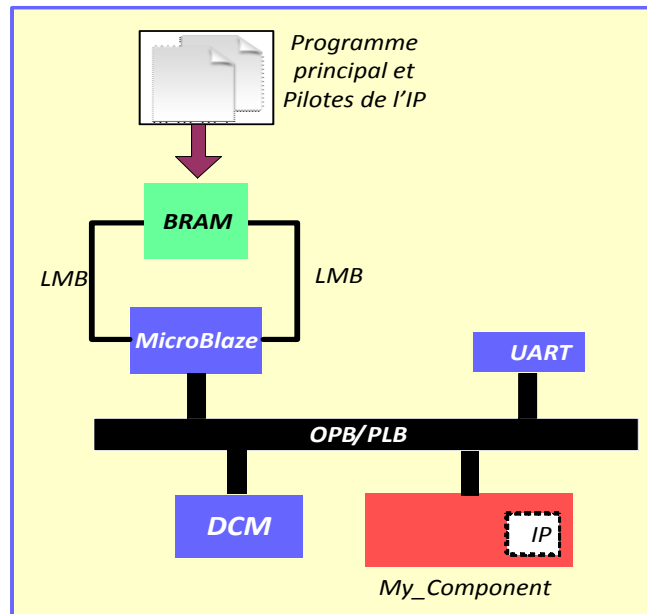 Programme
principal et
Pilotes de l’IP
BRAM
LMB
LMB
MicroBlaze
UART
OPB/PLB
DCM
IP
My_Component